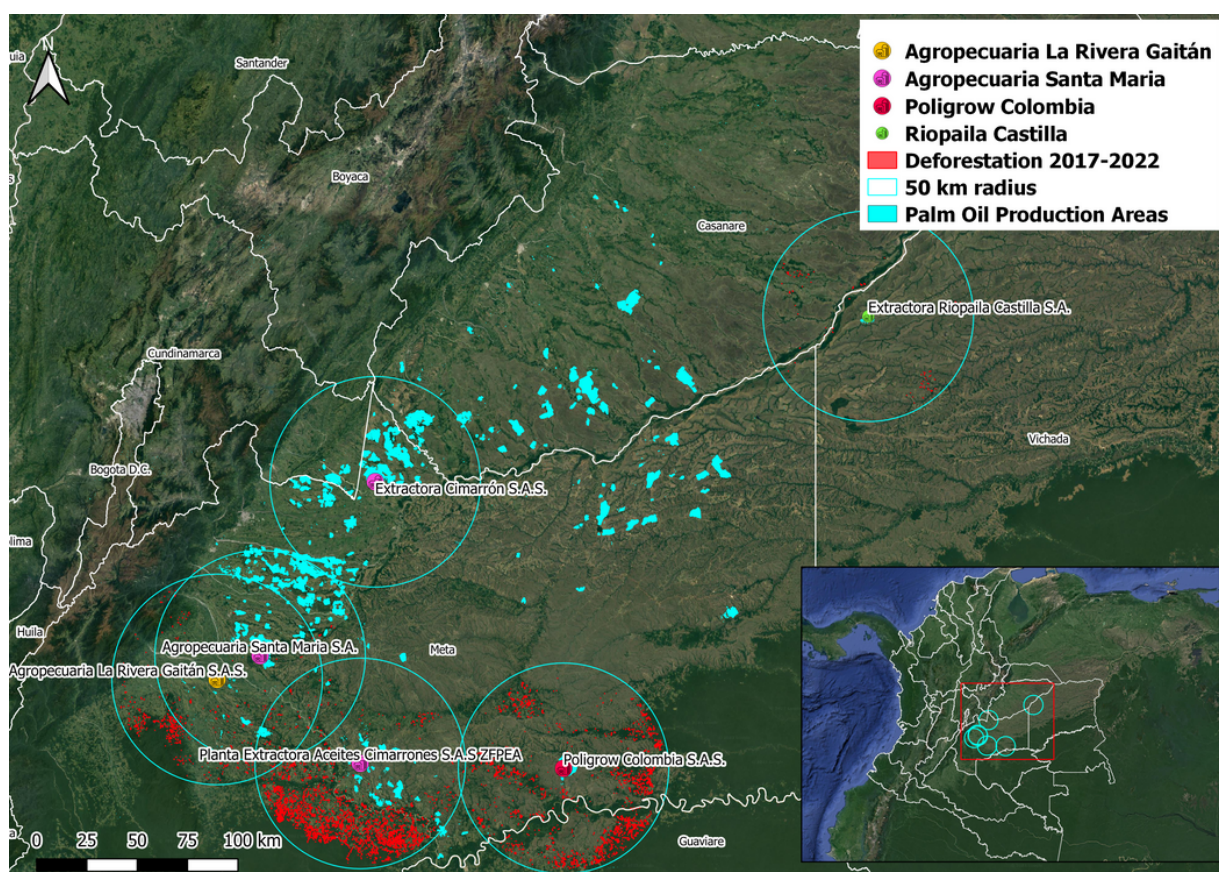 N
Santander
Boyaca
Casanare
Cundinamarca
Bogota D.C.
Huila
Meta
Vichada
Guaviare
Agropecuaria La Rivera Gaitán
Agropecuaria Santa Maria
Poligrow Colombia
Riopaila Castilla
Deforestation 2017-2022
50 km radius
Palm Oil Production Areas
Extractora Riopaila Castilla S.A.
Extractora Cimarrón S.A.S.
Agropecuaria Santa Maria S.A.
Agropecuaria La Rivera Gaitán S.A.S.
Planta Extractora Aceites Cimarrones S.A.S ZFPEA
Poligrow Colombia S.A.S.
0 25 50 75 100 km